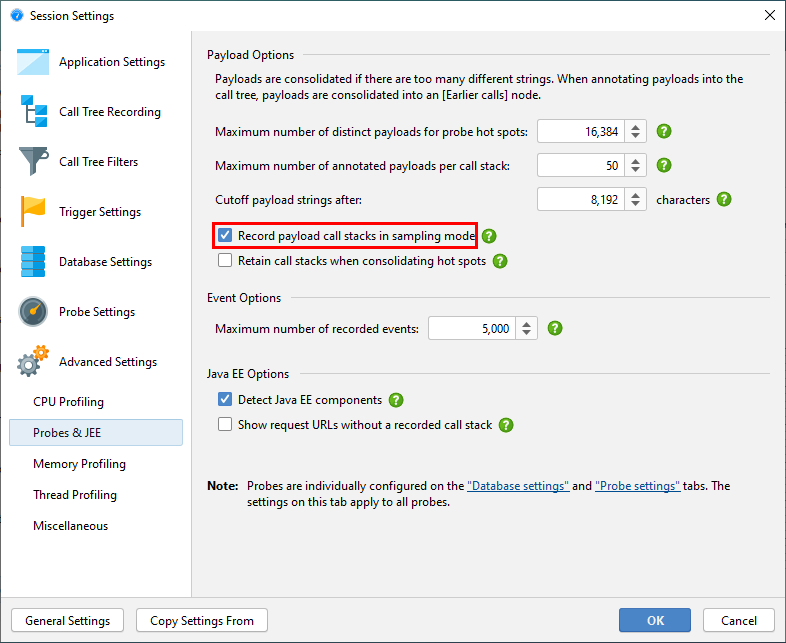 Session Settings
Application Settings
Call Tree Recording
Call Tree Filters
Trigger Settings
Database Settings
Probe Settings
Advanced Settings
CPU Profiling
Probes & JEE
Memory Profiling
Thread Profiling
Miscellaneous
Payload Options
Payloads are consolidated if there are too many different strings. When annotating payloads into the
call tree, payloads are consolidated into an [Earlier calls] node.
Maximum number of distinct payloads for probe hot spots: 16,384 ?
Maximum number of annotated payloads per call stack: 50 ?
Cutoff payload strings after: 8,192 characters ?
Record payload call stacks in sampling mode ?
Retain call stacks when consolidating hot spots ?
Event Options
Maximum number of recorded events: 5,000 ?
Java EE Options
Detect Java EE components ?
Show request URLs without a recorded call stack ?
Note: Probes are individually configured on the "Database settings" and "Probe settings" tabs. The
settings on this tab apply to all probes.
General Settings Copy Settings From OK Cancel